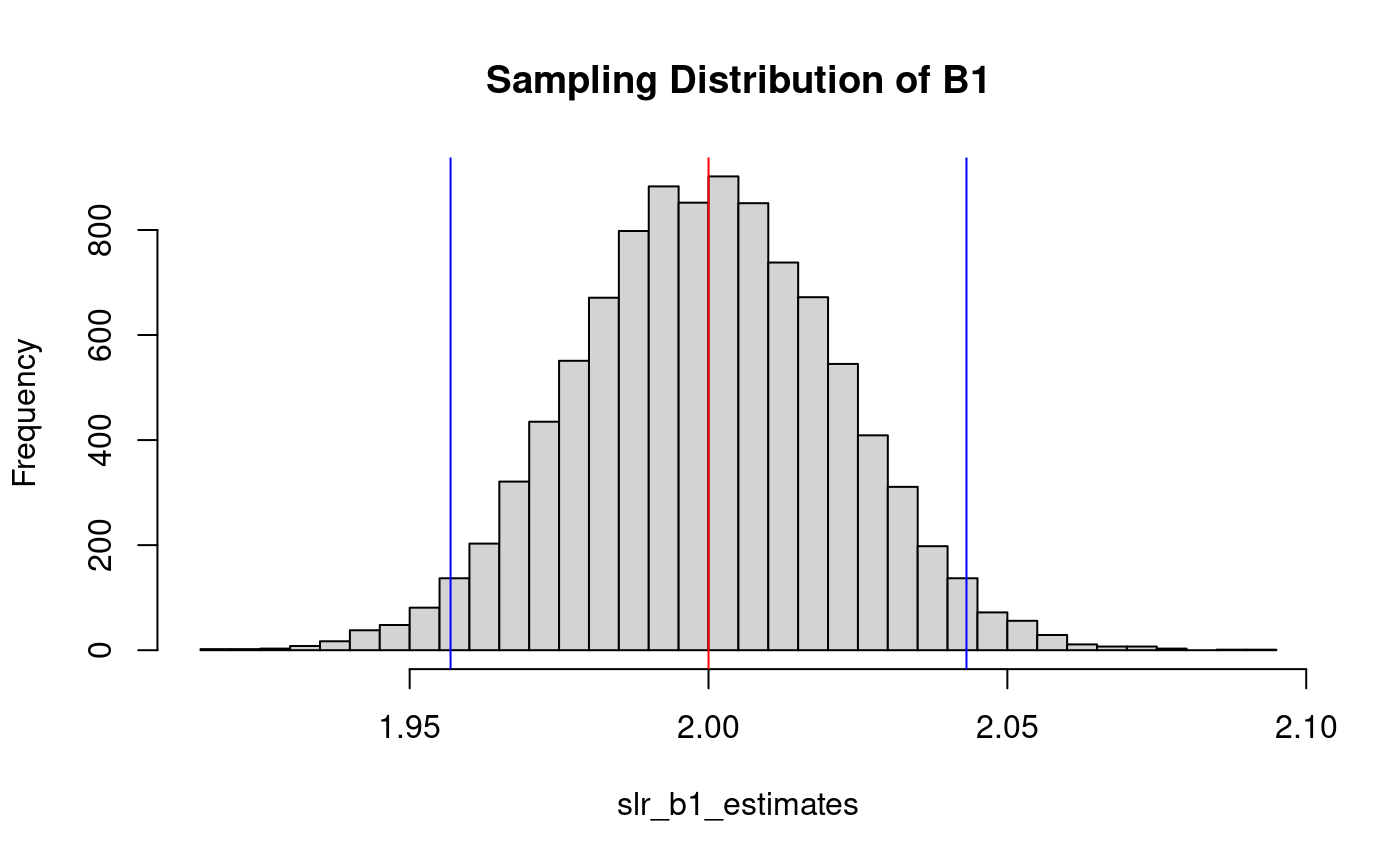 Sampling Distribution of B1
Frequency
800
600
400
200
0
1.95 2.00 2.05 2.10
slr_b1_estimates